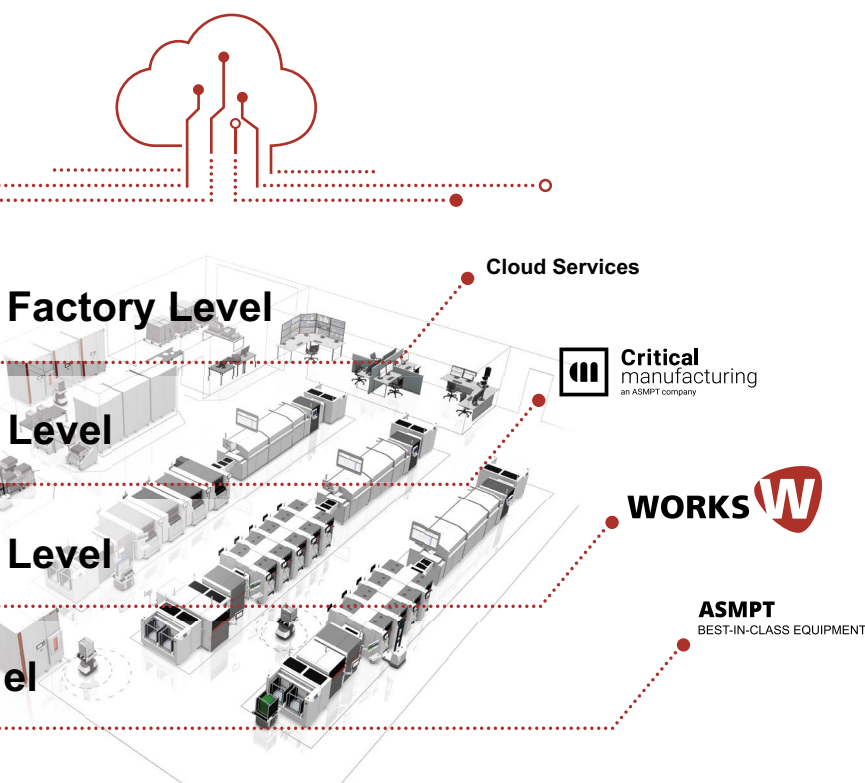 Cloud Services
Factory Level
Critical
manufacturing
an ASMPT company
Level
WORKS W
Level
ASMPT
BEST-IN-CLASS EQUIPMENT
el